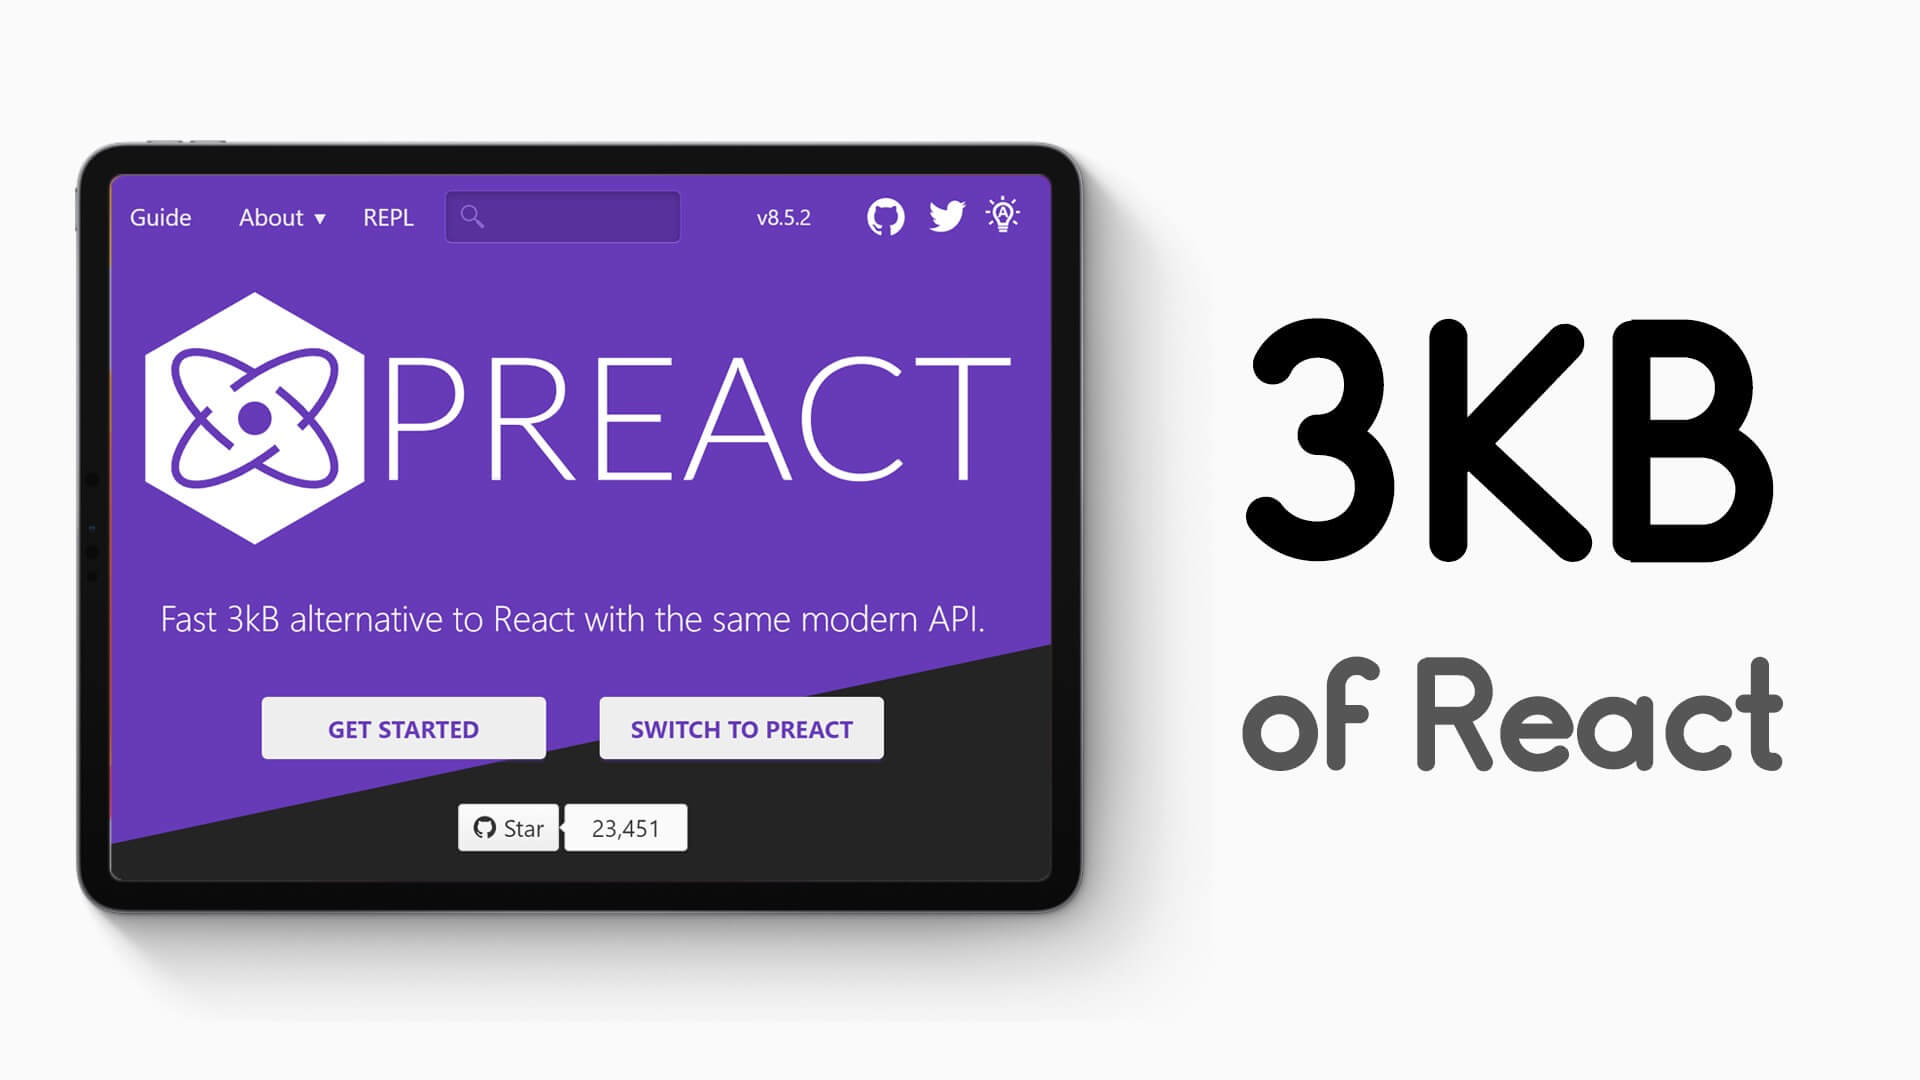 Guide About ▼ REPL v8.5.2
PREACT
Fast 3kB alternative to React with the same modern API.
GET STARTED SWITCH TO PREACT
Star 23,451
3KB
of React